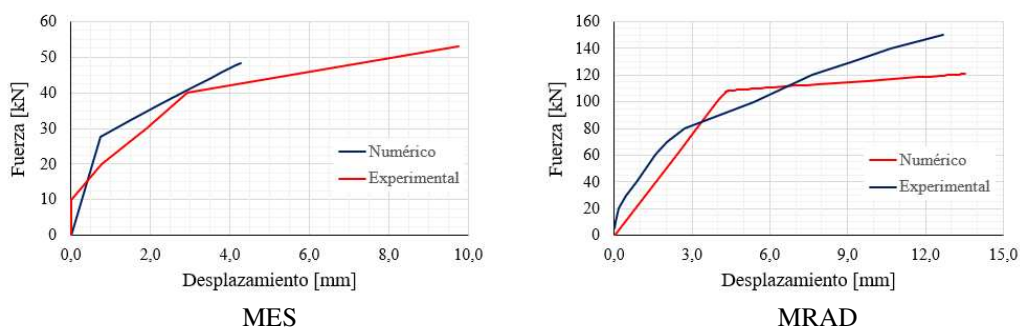 60
50
40
30
20
10
0
Fuerza [kN]
0,0 2,0 4,0 6,0 8,0 10,0
Desplazamiento [mm]
Numérico
Experimental
MES
160
140
120
100
80
60
40
20
0
Fuerza [kN]
0,0 3,0 6,0 9,0 12,0 15,0
Desplazamiento [mm]
Numérico
Experimental
MRAD